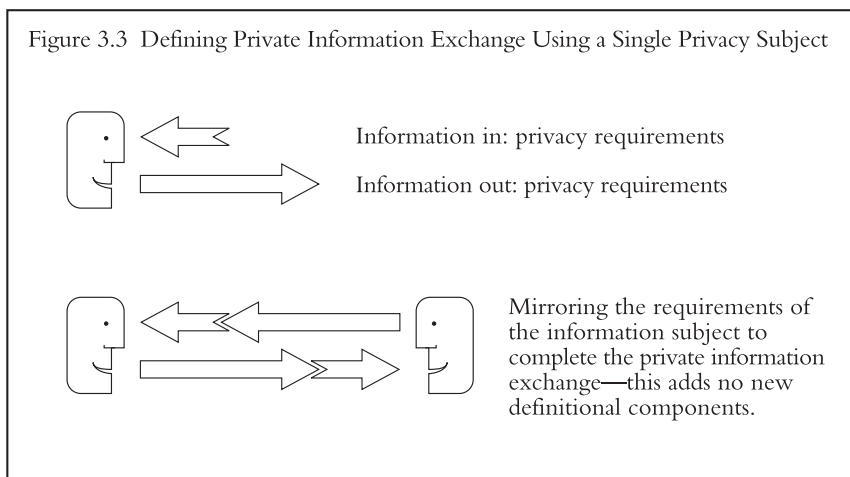 Figure 3.3 Defining Private Information Exchange Using a Single Privacy Subject
Information in: privacy requirements
Information out: privacy requirements
Mirroring the requirements of
the information subject to
complete the private information
exchange—this adds no new
definitional components.